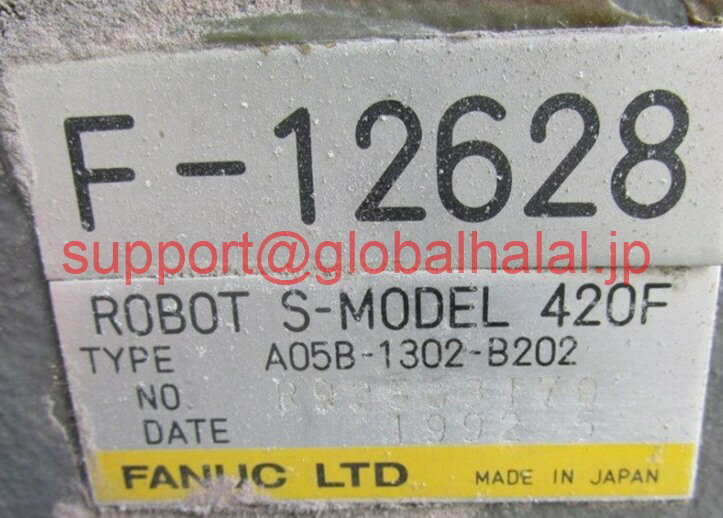 F-12628
support@globalhalal.jp
ROBOT S-MODEL 420F
TYPE A05B-1302-B202
NO.
DATE 1992
FANUC LTD MADE IN JAPAN